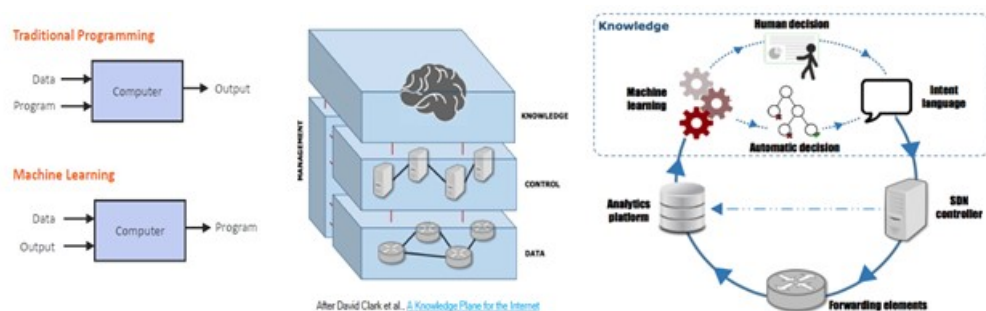 Traditional Programming
Data
Program
Computer
Output
Machine Learning
Data
Output
Computer
Program
MANAGEMENT
KNOWLEDGE
CONTROL
DATA
After David Clark et al., A Knowledge Plane for the Internet
Knowledge
Human decision
Machine
learning
Intent
language
Automatic decision
Analytics
platform
SDN
controller
Forwarding elements